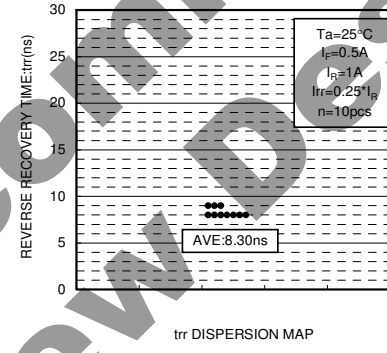 30
25
20
15
10
5
0
REVERSE RECOVERY TIME:trr(ns)
Ta=25°C
IF=0.5A
IR=1A
Irr=0.25*IR
n=10pcs
AVE:8.30ns
trr DISPERSION MAP